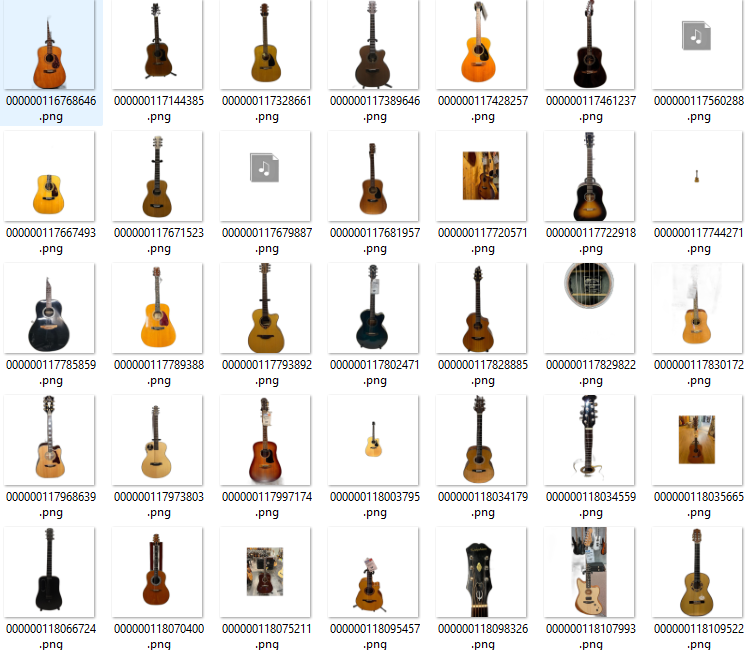 000000116768646
.png
000000117144385
.png
000000117328661
.png
000000117389646
.png
000000117428257
.png
000000117461237
.png
000000117560288
.png
000000117667493
.png
000000117671523
.png
000000117679887
.png
000000117681957
.png
000000117720571
.png
000000117722918
.png
000000117744271
.png
000000117785859
.png
000000117789388
.png
000000117793892
.png
000000117802471
.png
000000117828885
.png
000000117829822
.png
000000117830172
.png
000000117968639
.png
000000117973803
.png
000000117997174
.png
000000118003795
.png
000000118034179
.png
000000118034559
.png
000000118035665
.png
000000118066724
.png
000000118070400
.png
000000118075211
.png
000000118095457
.png
000000118098326
.png
000000118107993
.png
000000118109522
.png